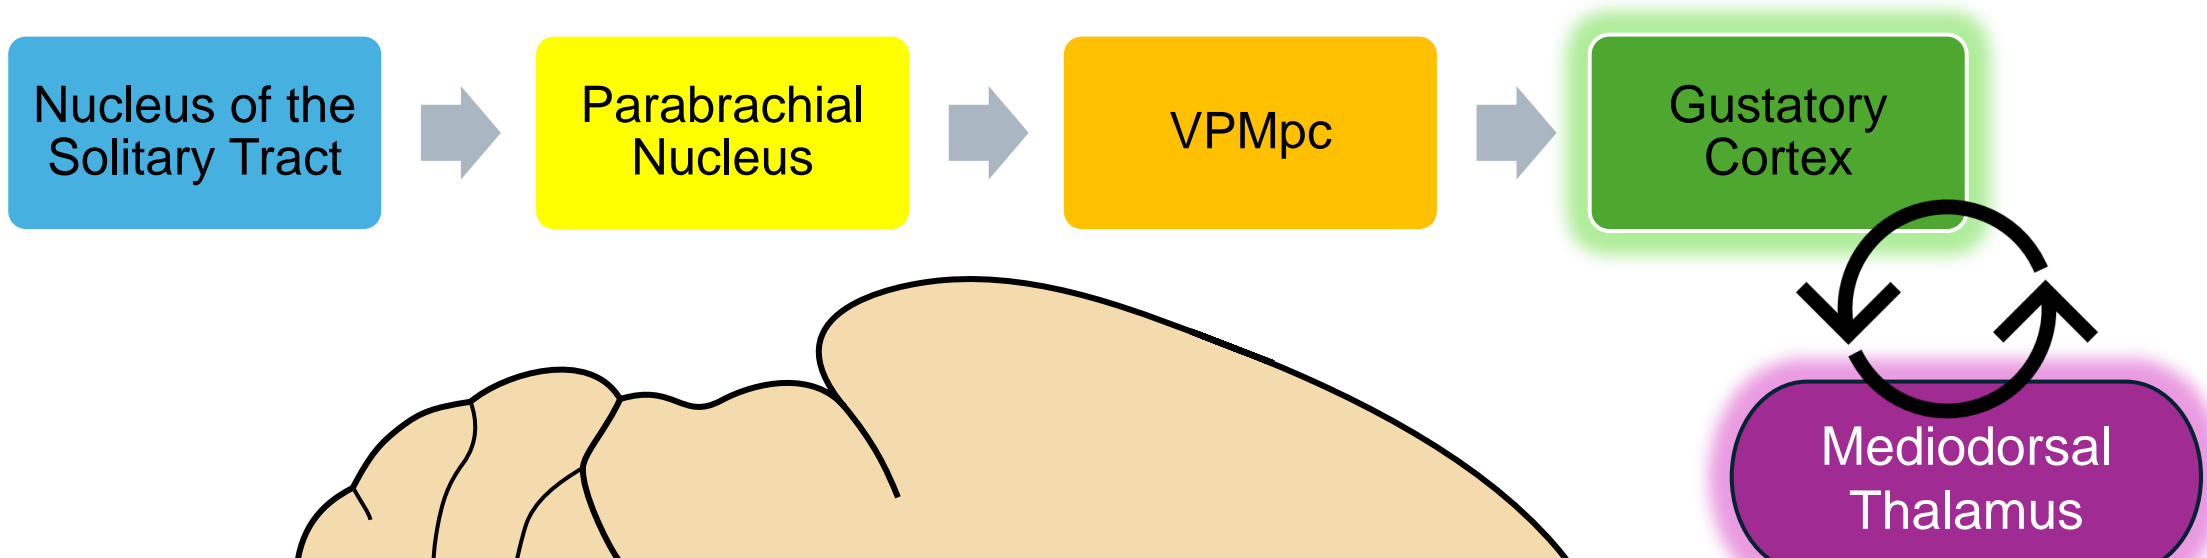 Nucleus of the
Solitary Tract
Parabrachial
Nucleus
VPMpc
Gustatory
Cortex
Mediodorsal
Thalamus